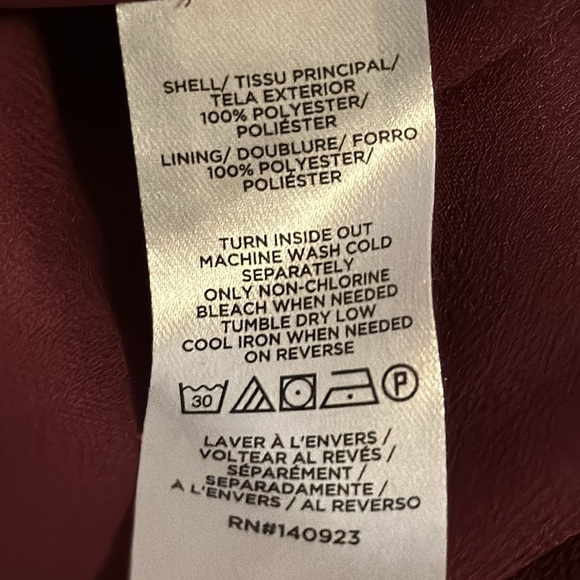 SHELL/ TISSU PRINCIPAL/
TELA EXTERIOR
100% POLYESTER/
POLIÉSTER
LINING/ DOUBLURE/ FORRO
100% POLYESTER/
POLIÉSTER
TURN INSIDE OUT
MACHINE WASH COLD
SEPARATELY
ONLY NON-CHLORINE
BLEACH WHEN NEEDED
TUMBLE DRY LOW
COOL IRON WHEN NEEDED
ON REVERSE
30 P
LAVER À L'ENVERS /
VOLTEAR AL REVÉS /
SÉPARÉMENT /
SEPARADAMENTE /
A L'ENVERS / AL REVERSO
RN#140923